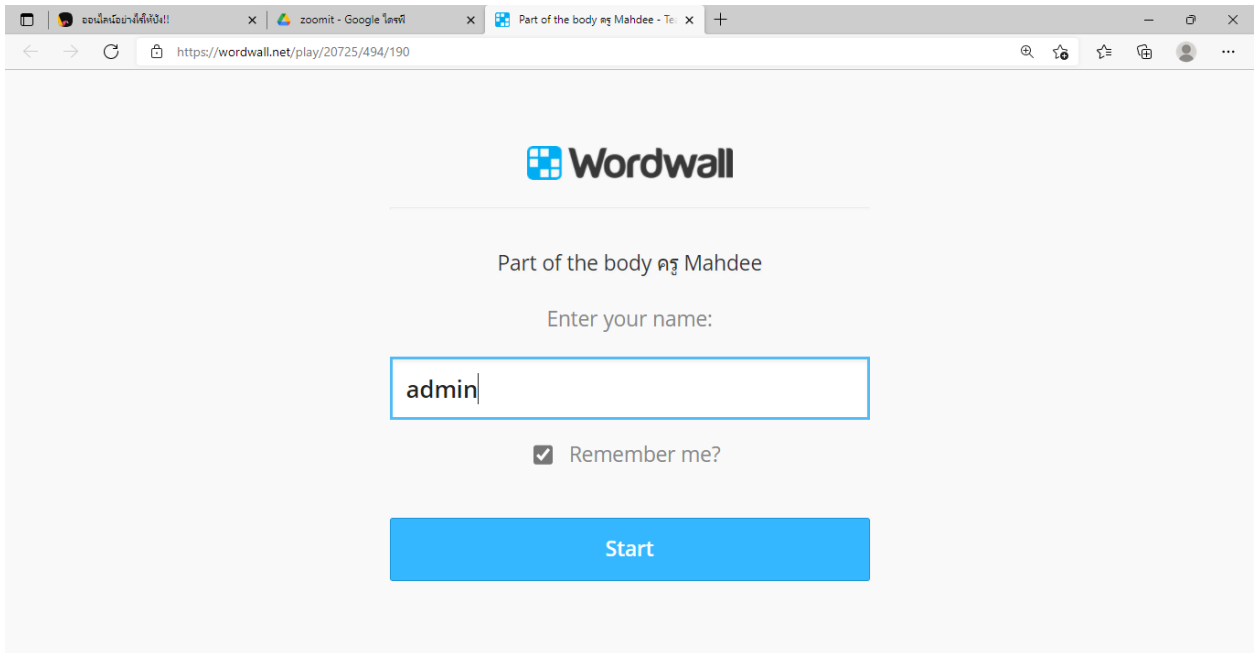 ออนไลน์อย่างไรให้ปัง!!
zoomit - Google ไดรฟ์
Part of the body ครู Mahdee - Te
https://wordwall.net/play/20725/494/190
Wordwall
Part of the body ครู Mahdee
Enter your name:
admin
Remember me?
Start